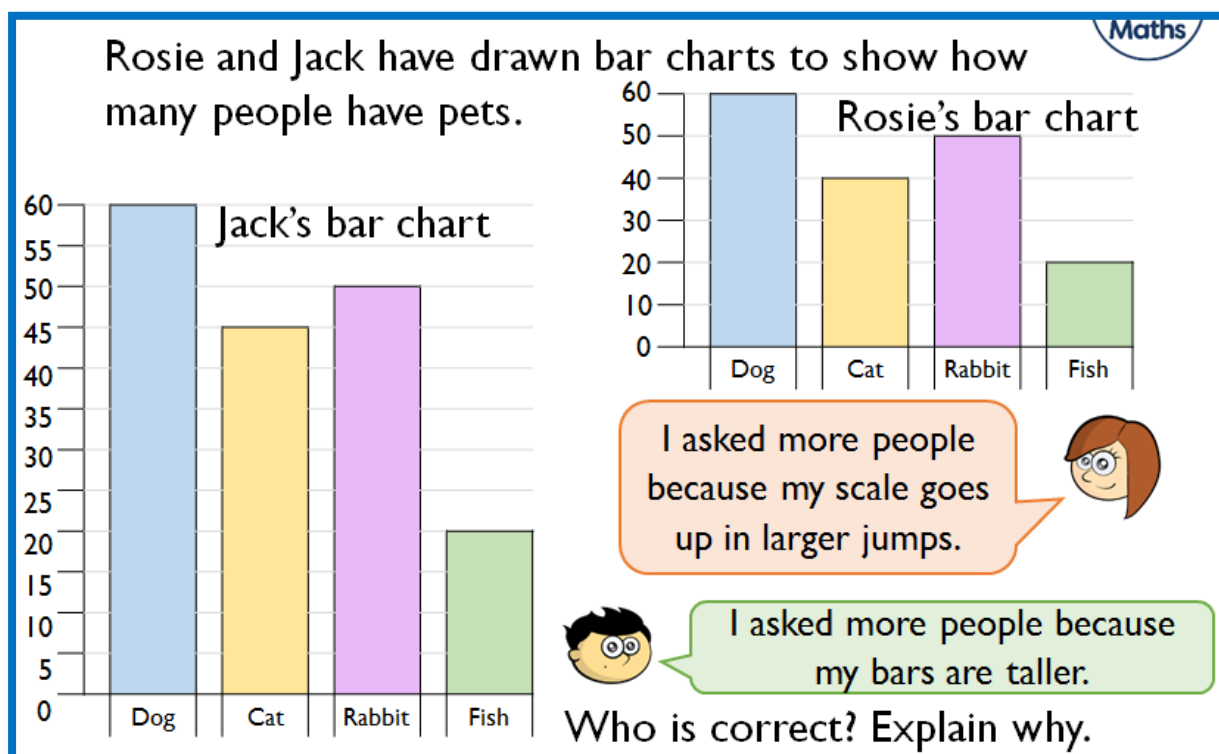 Maths
Rosie and Jack have drawn bar charts to show how
many people have pets.
Rosie's bar chart
60
50
40
30
20
10
0
Dog Cat Rabbit Fish
Jack's bar chart
60
55
50
45
40
35
30
25
20
15
10
5
0
Dog Cat Rabbit Fish
I asked more people
because my scale goes
up in larger jumps.
I asked more people because
my bars are taller.
Who is correct? Explain why.